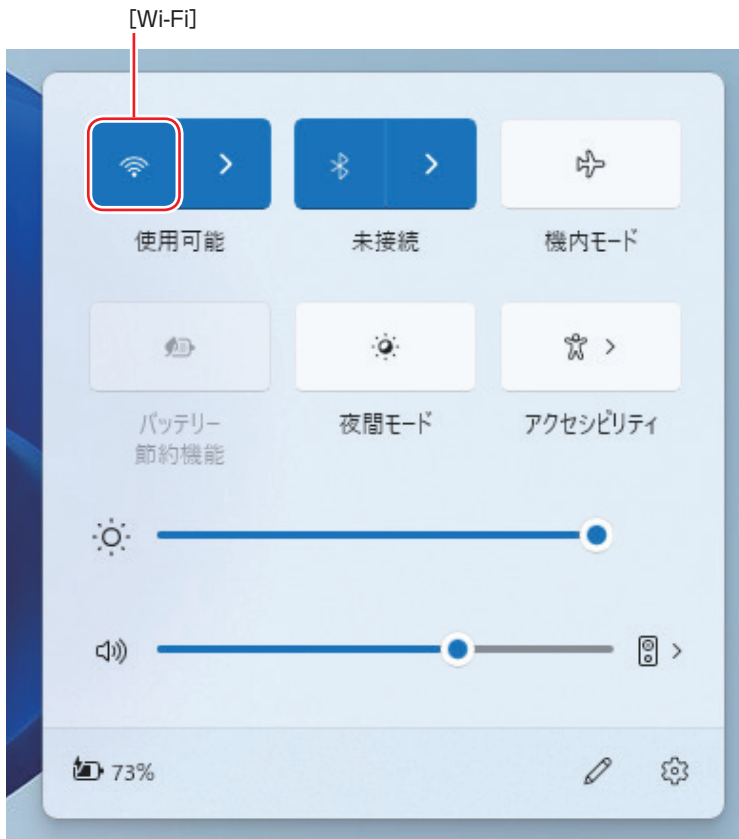 [Wi-Fi]
使用可能
未接続
機内モード
バッテリー
節約機能
夜間モード
アクセシビリティ
73%